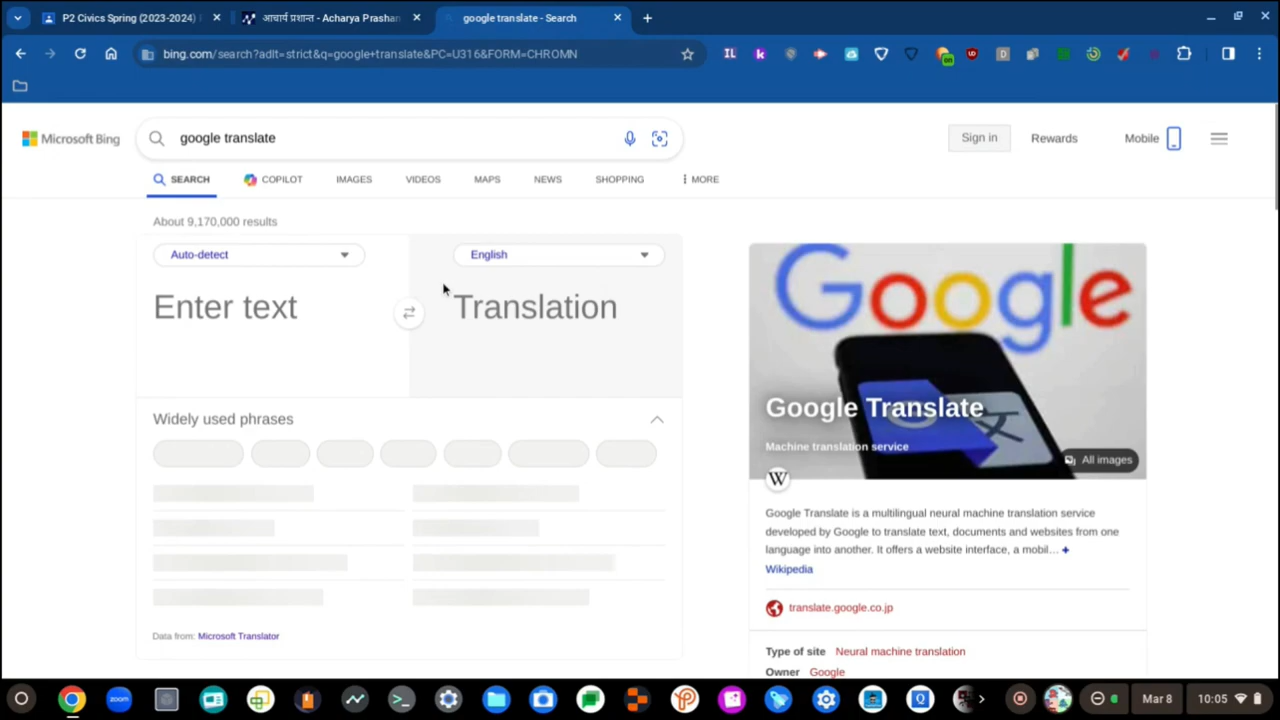 P2 Civics Spring (2023-2024)
आचार्य प्रशान्त - Acharya Prashan
google translate - Search
bing.com/search?adlt=strict&q=google+translate&PC=U316&FORM=CHROMN
Microsoft Bing
google translate
Sign in
Rewards
Mobile
SEARCH
COPILOT
IMAGES
VIDEOS
MAPS
NEWS
SHOPPING
MORE
About 9,170,000 results
Auto-detect
English
Enter text
Translation
Widely used phrases
Data from: Microsoft Translator
Google
Google Translate
Machine translation service
W
All images
Google Translate is a multilingual neural machine translation service
developed by Google to translate text, documents and websites from one
language into another. It offers a website interface, a mobil... +
Wikipedia
translate.google.co.jp
Type of site Neural machine translation
Owner Google
zoom
Mar 8
10:05